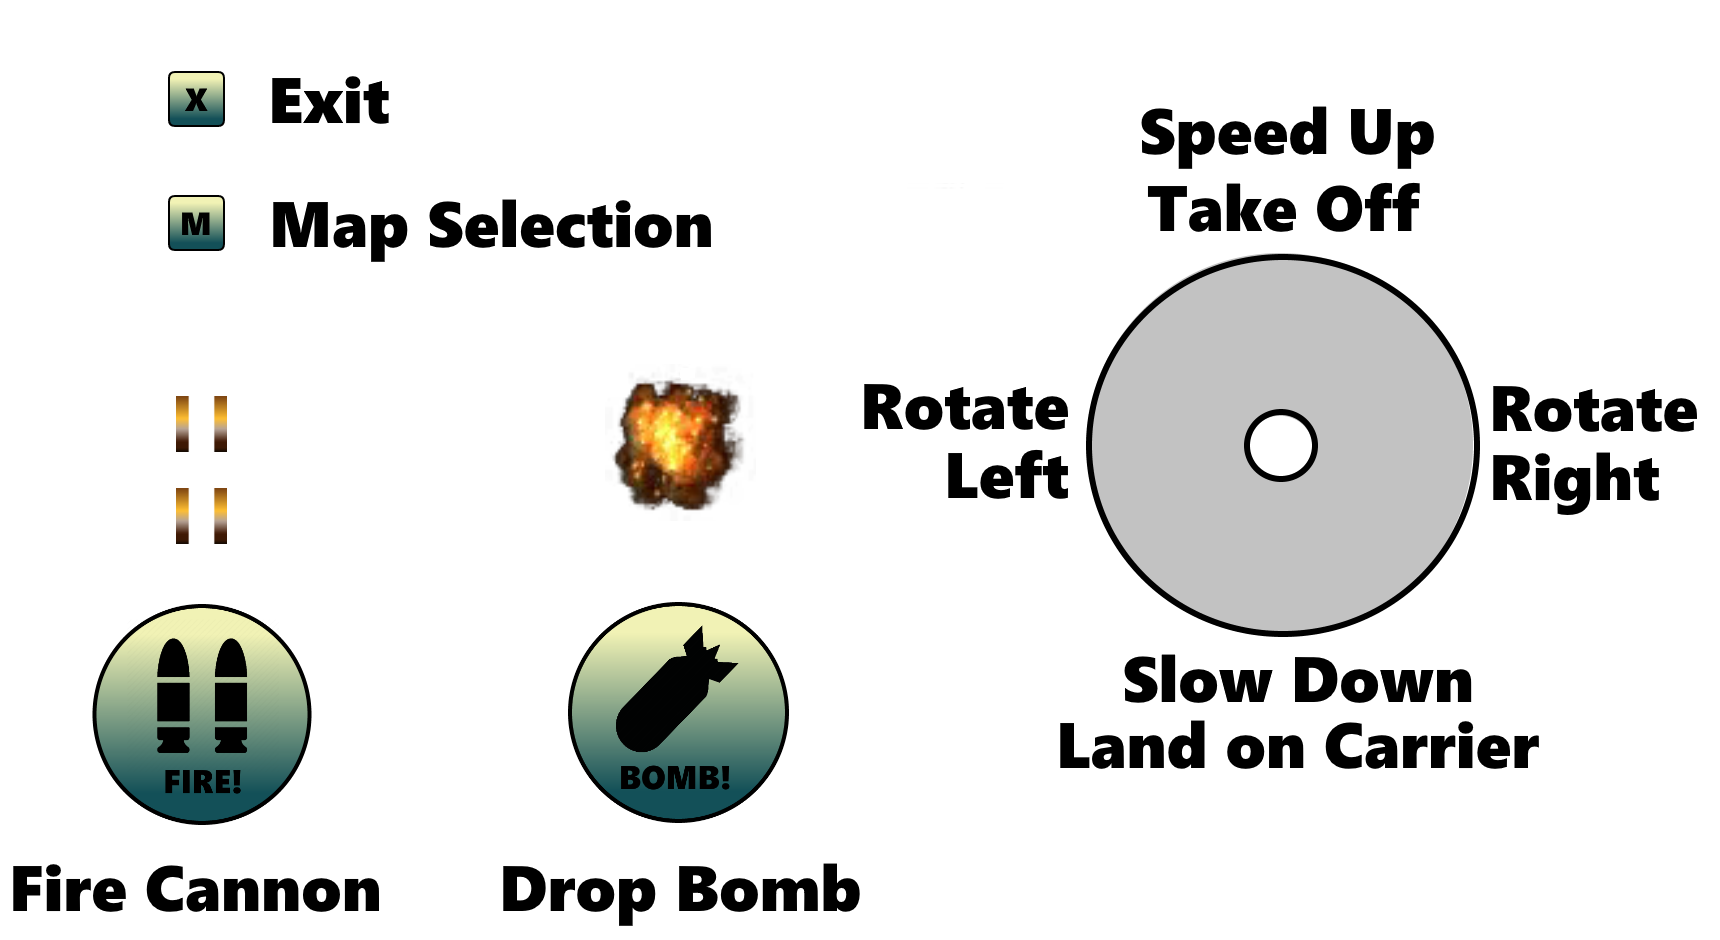 X Exit
M Map Selection
Speed Up
Take Off
Rotate
Left
Rotate
Right
Slow Down
Land on Carrier
FIRE!
BOMB!
Fire Cannon
Drop Bomb